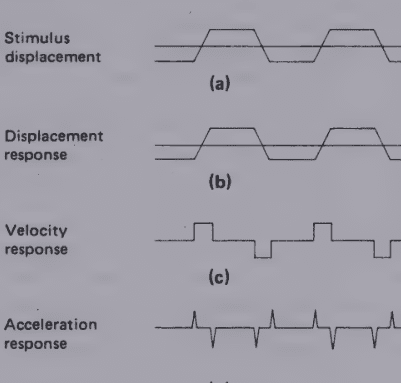 Stimulus
displacement
(a)
Displacement
response
(b)
Velocity
response
(c)
Acceleration
response